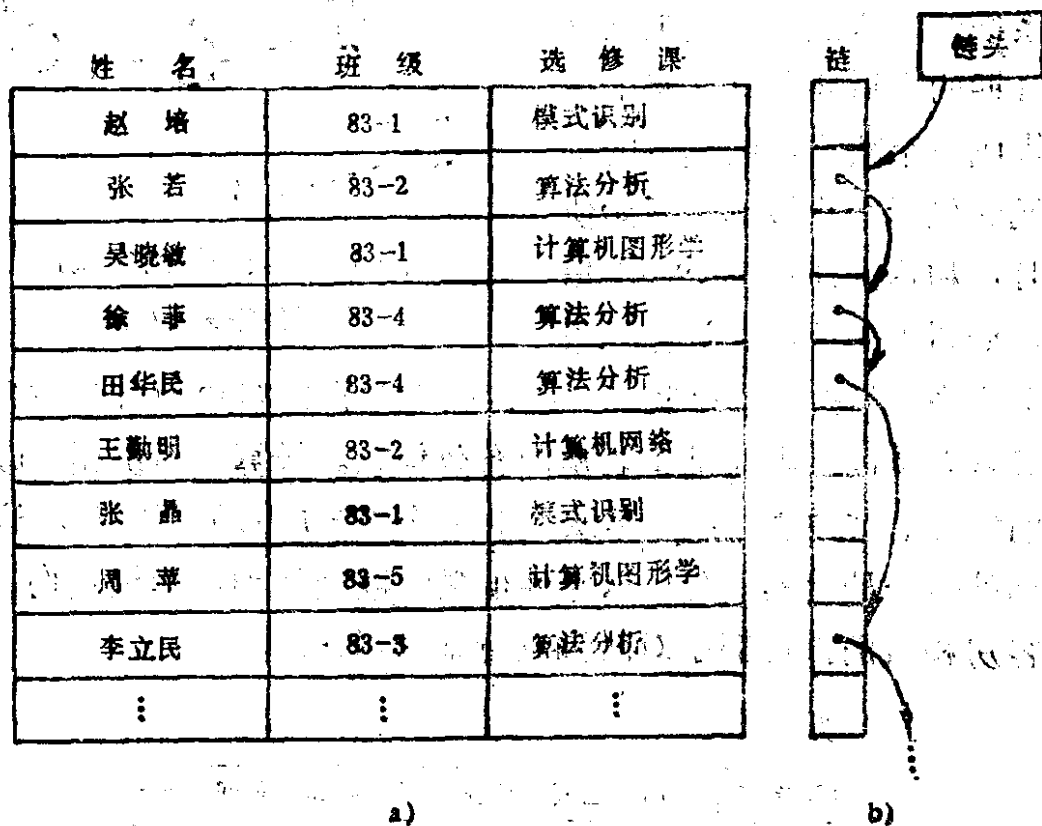 链头
姓 名 班 级 选 修 课 链
赵 培 83-1 模式识别
张 若 83-2 算法分析
吴晓敏 83-1 计算机图形学
徐 菲 83-4 算法分析
田华民 83-4 算法分析
王勤明 83-2 计算机网络
张 晶 83-1 模式识别
周 苹 83-5 计算机图形学
李立民 83-3 算法分析
⋮ ⋮ ⋮
a) b)